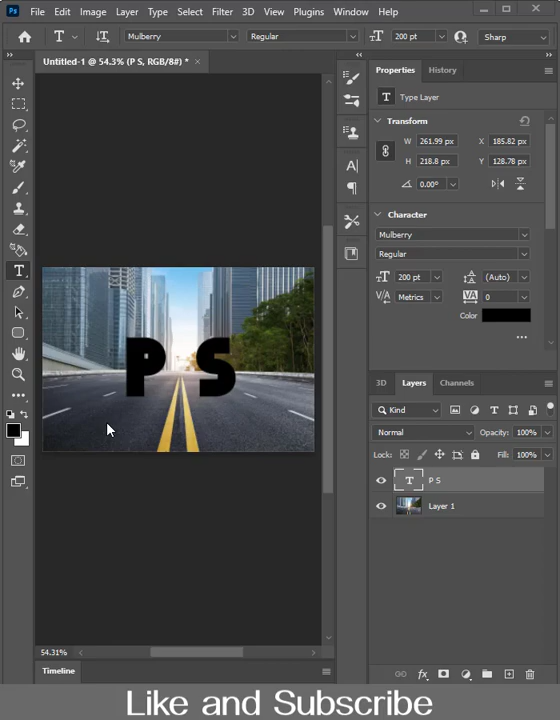 Ps File Edit Image Layer Type Select Filter 3D View Plugins Window Help
T Mulberry Regular 200 pt Sharp
Untitled-1 @ 54.3% (P S, RGB/8#) *
Properties History
T Type Layer
Transform
W 261.99 px X 185.82 px
H 218.8 px Y 128.78 px
0.00°
Character
Mulberry
Regular
200 pt (Auto)
Metrics 0
Color
P S
3D Layers Channels
Kind
Normal Opacity: 100%
Lock: Fill: 100%
T P S
Layer 1
54.31%
Timeline
fx
Like and Subscribe